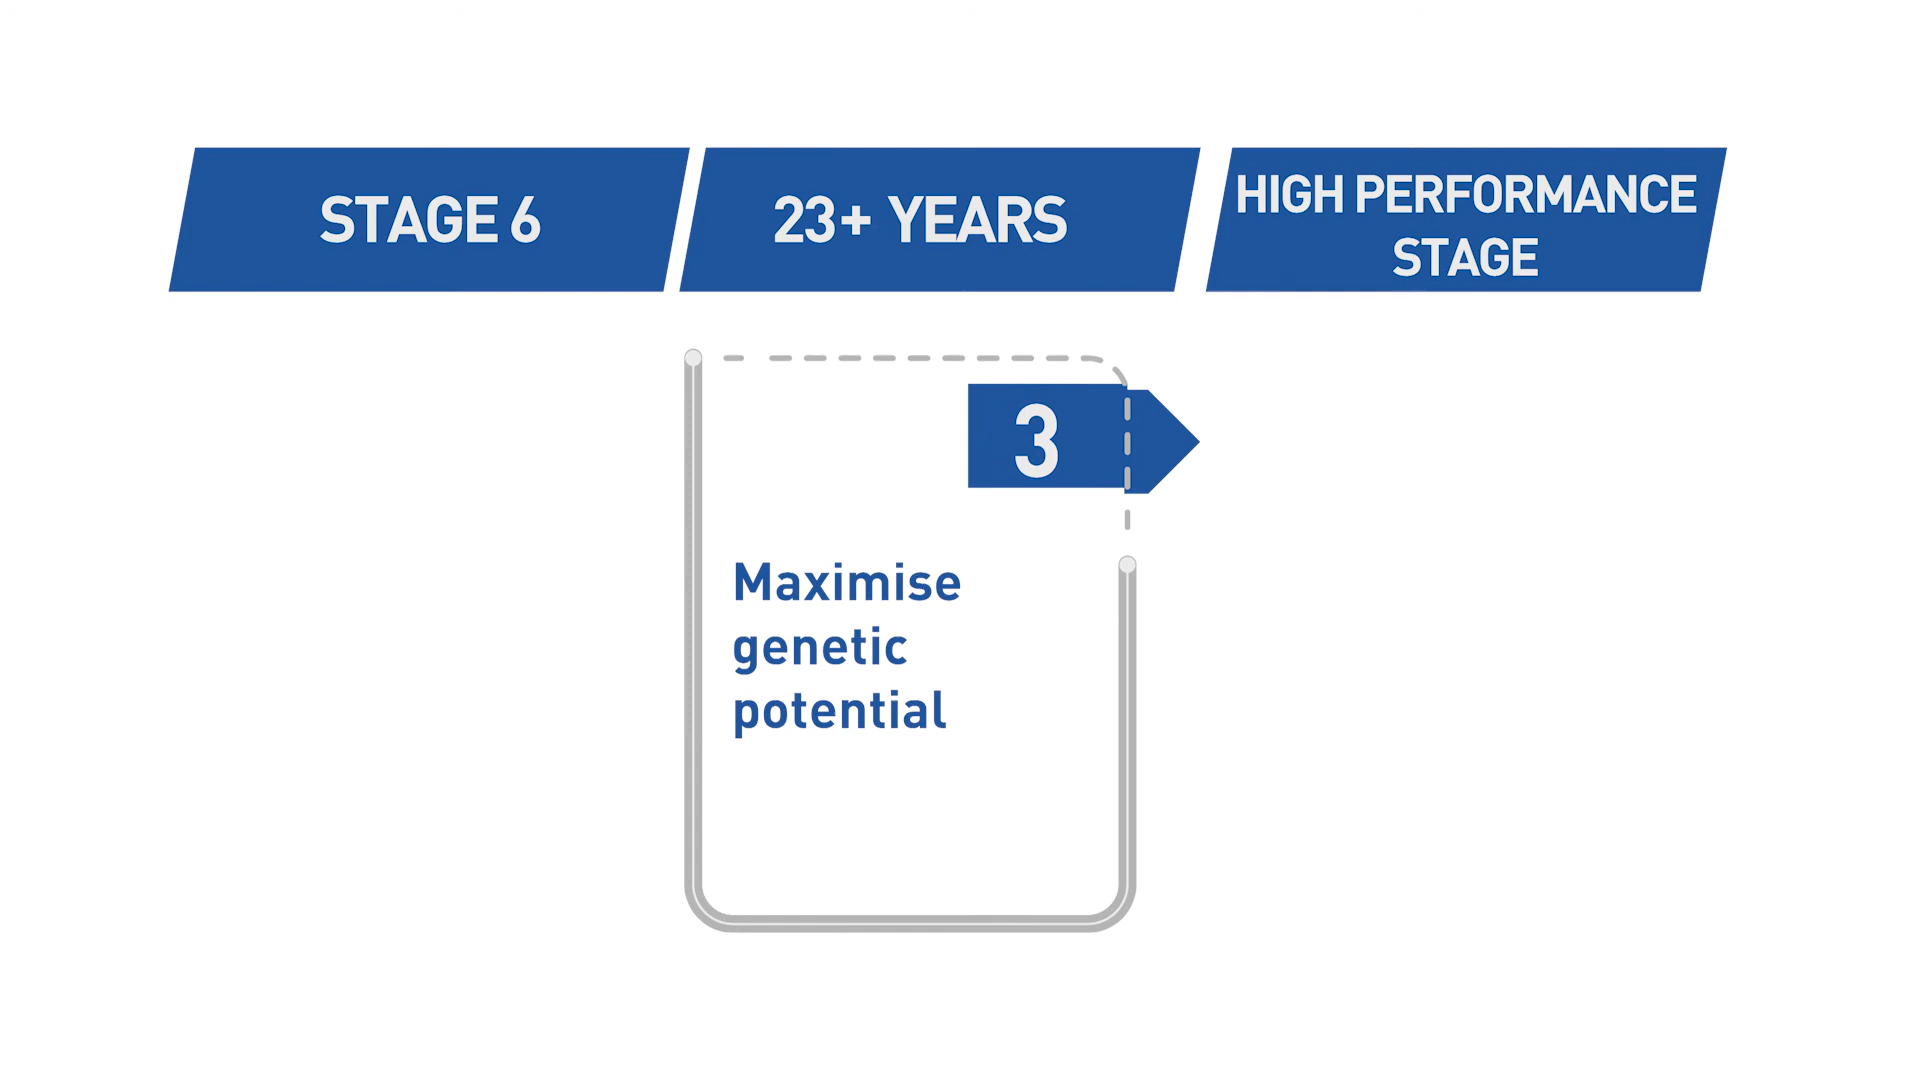 STAGE 6
23+ YEARS
HIGH PERFORMANCE
STAGE
3
Maximise
genetic
potential